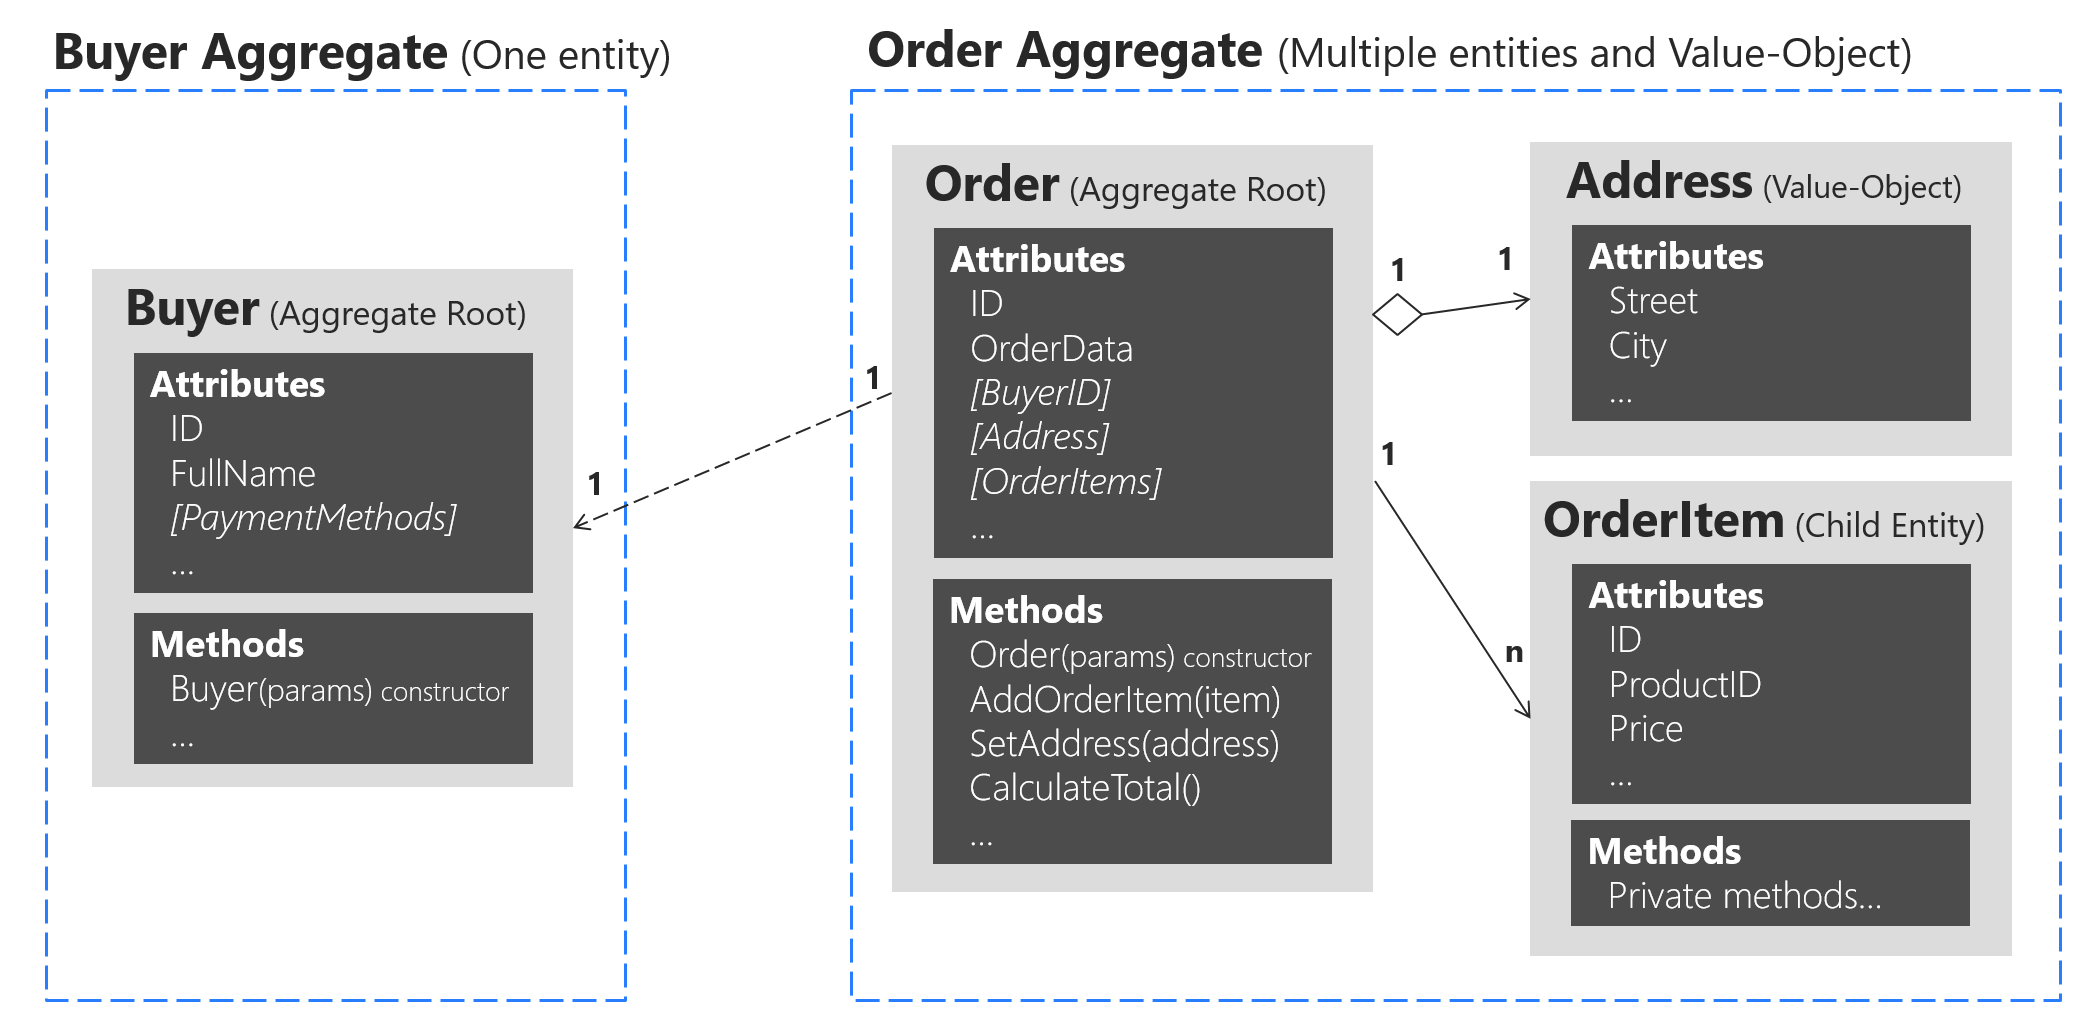 Buyer Aggregate (One entity)
Buyer (Aggregate Root)
Attributes
ID
FullName
[PaymentMethods]
...
Methods
Buyer(params) constructor
...
1
1
Order Aggregate (Multiple entities and Value-Object)
Order (Aggregate Root)
Attributes
ID
OrderData
[BuyerID]
[Address]
[OrderItems]
...
Methods
Order(params) constructor
AddOrderItem(item)
SetAddress(address)
CalculateTotal()
...
1
1
1
n
Address (Value-Object)
Attributes
Street
City
...
OrderItem (Child Entity)
Attributes
ID
ProductID
Price
...
Methods
Private methods...